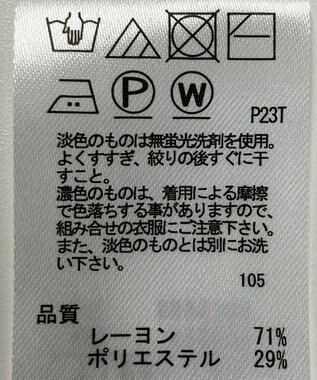 P W
P23T
淡色のものは無蛍光洗剤を使用。
よくすすぎ、絞りの後すぐに干
すこと。
濃色のものは、着用による摩擦
で色落ちする事がありますので、
組み合せの衣服にご注意下さい。
また、淡色のものとは別にお洗
い下さい。
105
品質
レーヨン 71%
ポリエステル 29%